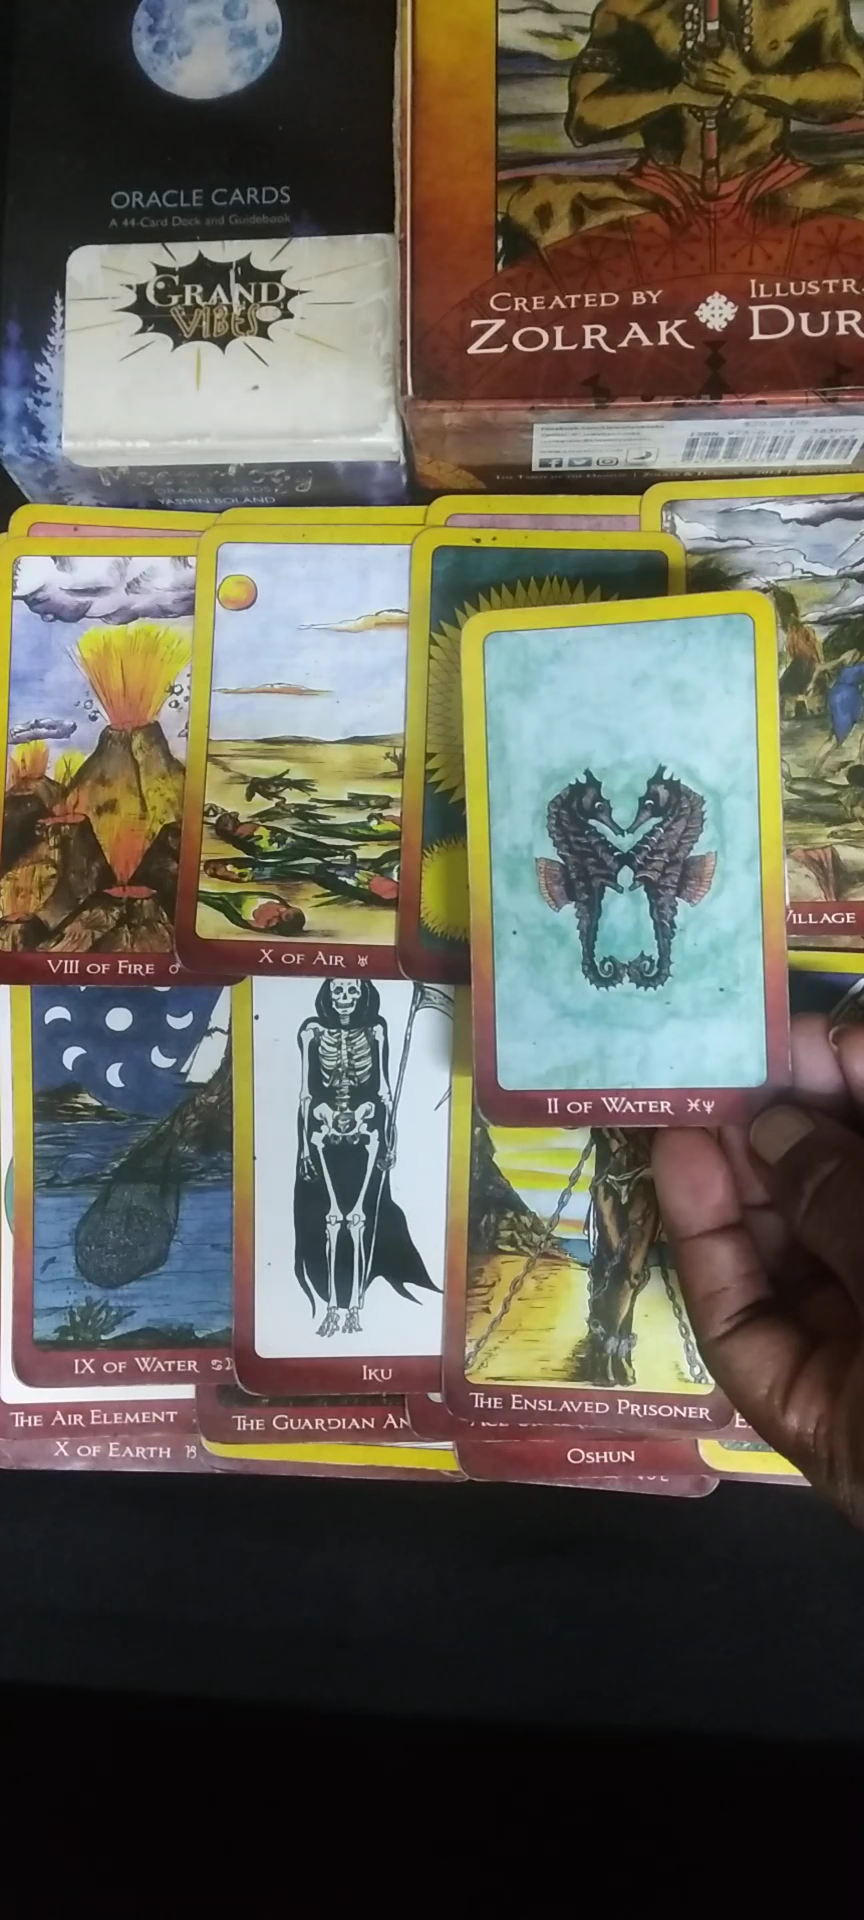 ORACLE CARDS
A 44-Card Deck and Guidebook
GRAND
VIBES
ORACLE CARDS
YASMIN BOLAND
CREATED BY
ZOLRAK
ILLUSTR
DUR
VIII OF FIRE ♂
X OF AIR ♅
II OF WATER ♓♆
VILLAGE
IX OF WATER ♋
IKU
THE ENSLAVED PRISONER
THE AIR ELEMENT
THE GUARDIAN AN
X OF EARTH ♑
OSHUN